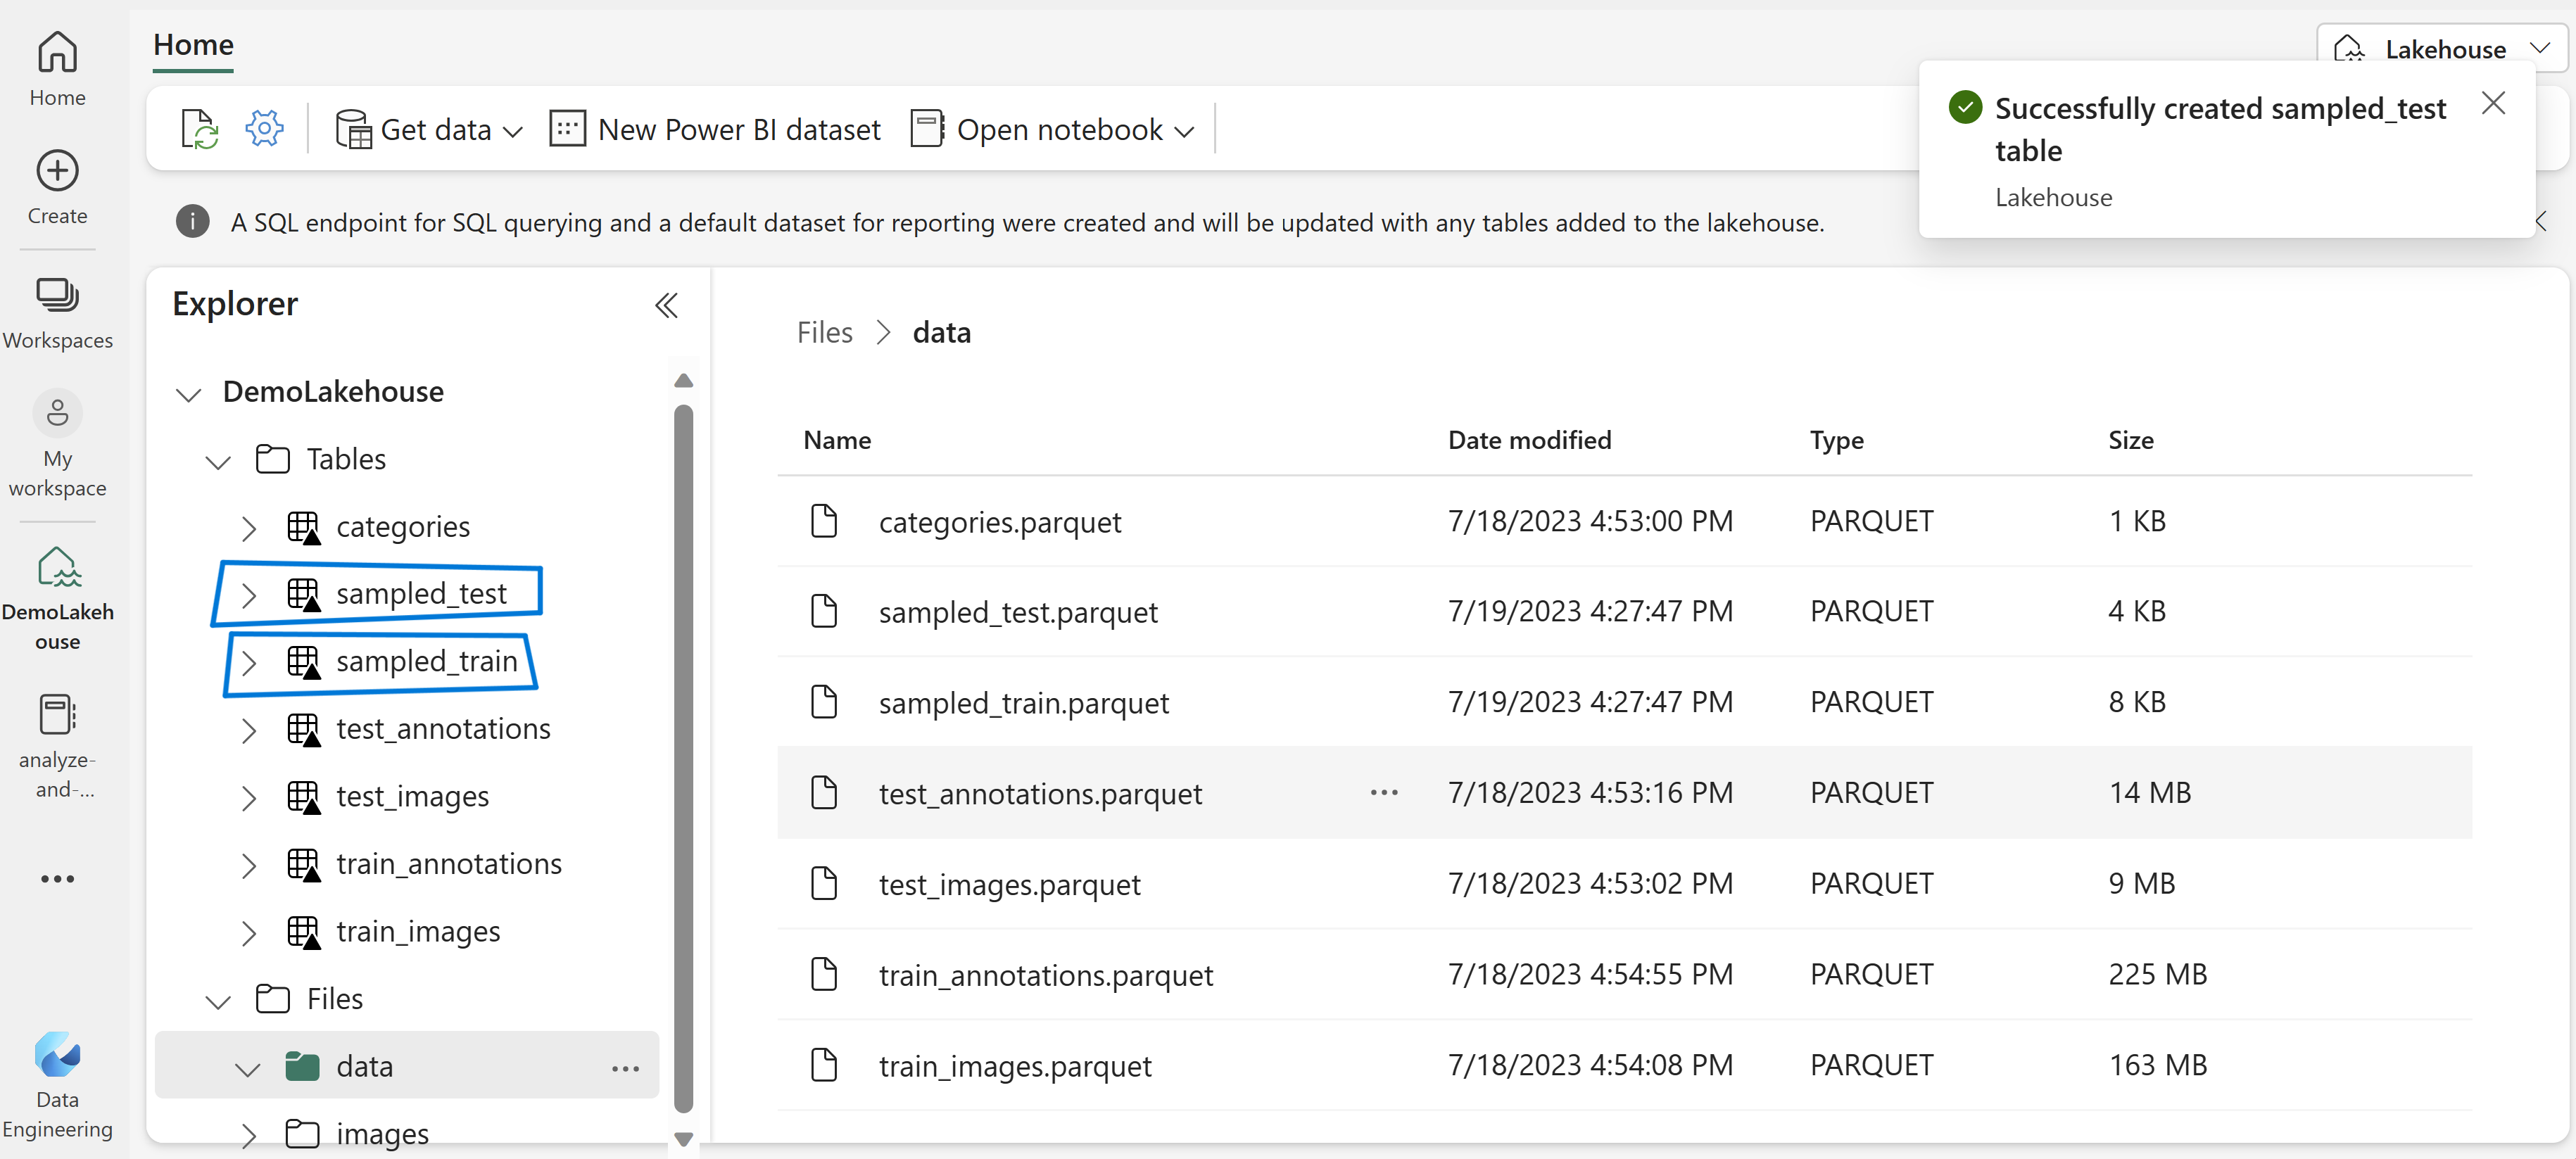 Home
Create
Workspaces
My
workspace
DemoLakeh
ouse
analyze-
and-...
Data
Engineering
Home
Lakehouse
Get data
New Power BI dataset
Open notebook
Successfully created sampled_test
table
Lakehouse
A SQL endpoint for SQL querying and a default dataset for reporting were created and will be updated with any tables added to the lakehouse.
Explorer
DemoLakehouse
Tables
categories
sampled_test
sampled_train
test_annotations
test_images
train_annotations
train_images
Files
data
images
Files > data
Name Date modified Type Size
categories.parquet 7/18/2023 4:53:00 PM PARQUET 1 KB
sampled_test.parquet 7/19/2023 4:27:47 PM PARQUET 4 KB
sampled_train.parquet 7/19/2023 4:27:47 PM PARQUET 8 KB
test_annotations.parquet 7/18/2023 4:53:16 PM PARQUET 14 MB
test_images.parquet 7/18/2023 4:53:02 PM PARQUET 9 MB
train_annotations.parquet 7/18/2023 4:54:55 PM PARQUET 225 MB
train_images.parquet 7/18/2023 4:54:08 PM PARQUET 163 MB